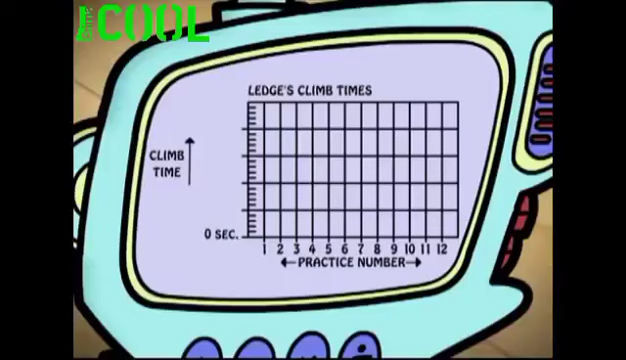 COOL
LEDGE'S CLIMB TIMES
CLIMB
TIME
0 SEC.
1 2 3 4 5 6 7 8 9 10 11 12
PRACTICE NUMBER